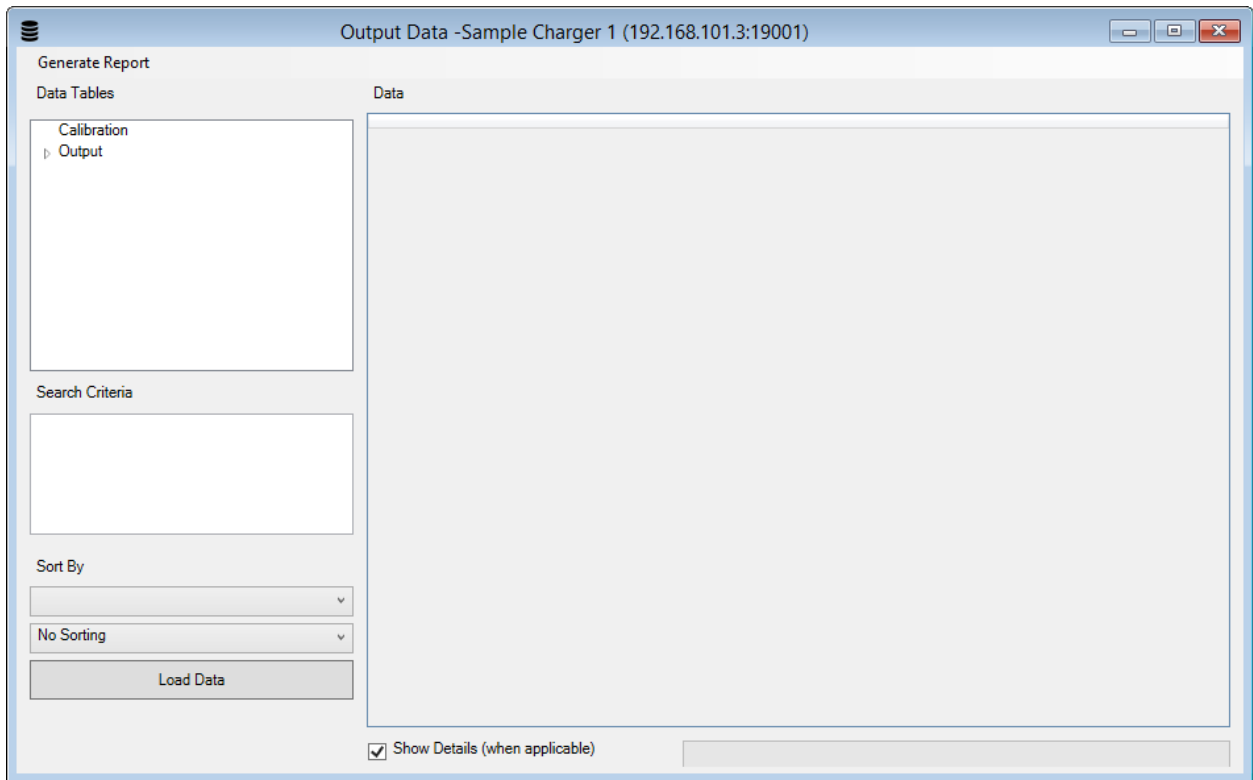 Output Data -Sample Charger 1 (192.168.101.3:19001)
Generate Report
Data Tables
Data
Calibration
Output
Search Criteria
Sort By
No Sorting
Load Data
Show Details (when applicable)